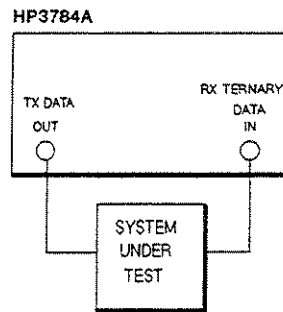 HP3784A
TX DATA
OUT
RX TERNARY
DATA
IN
SYSTEM
UNDER
TEST